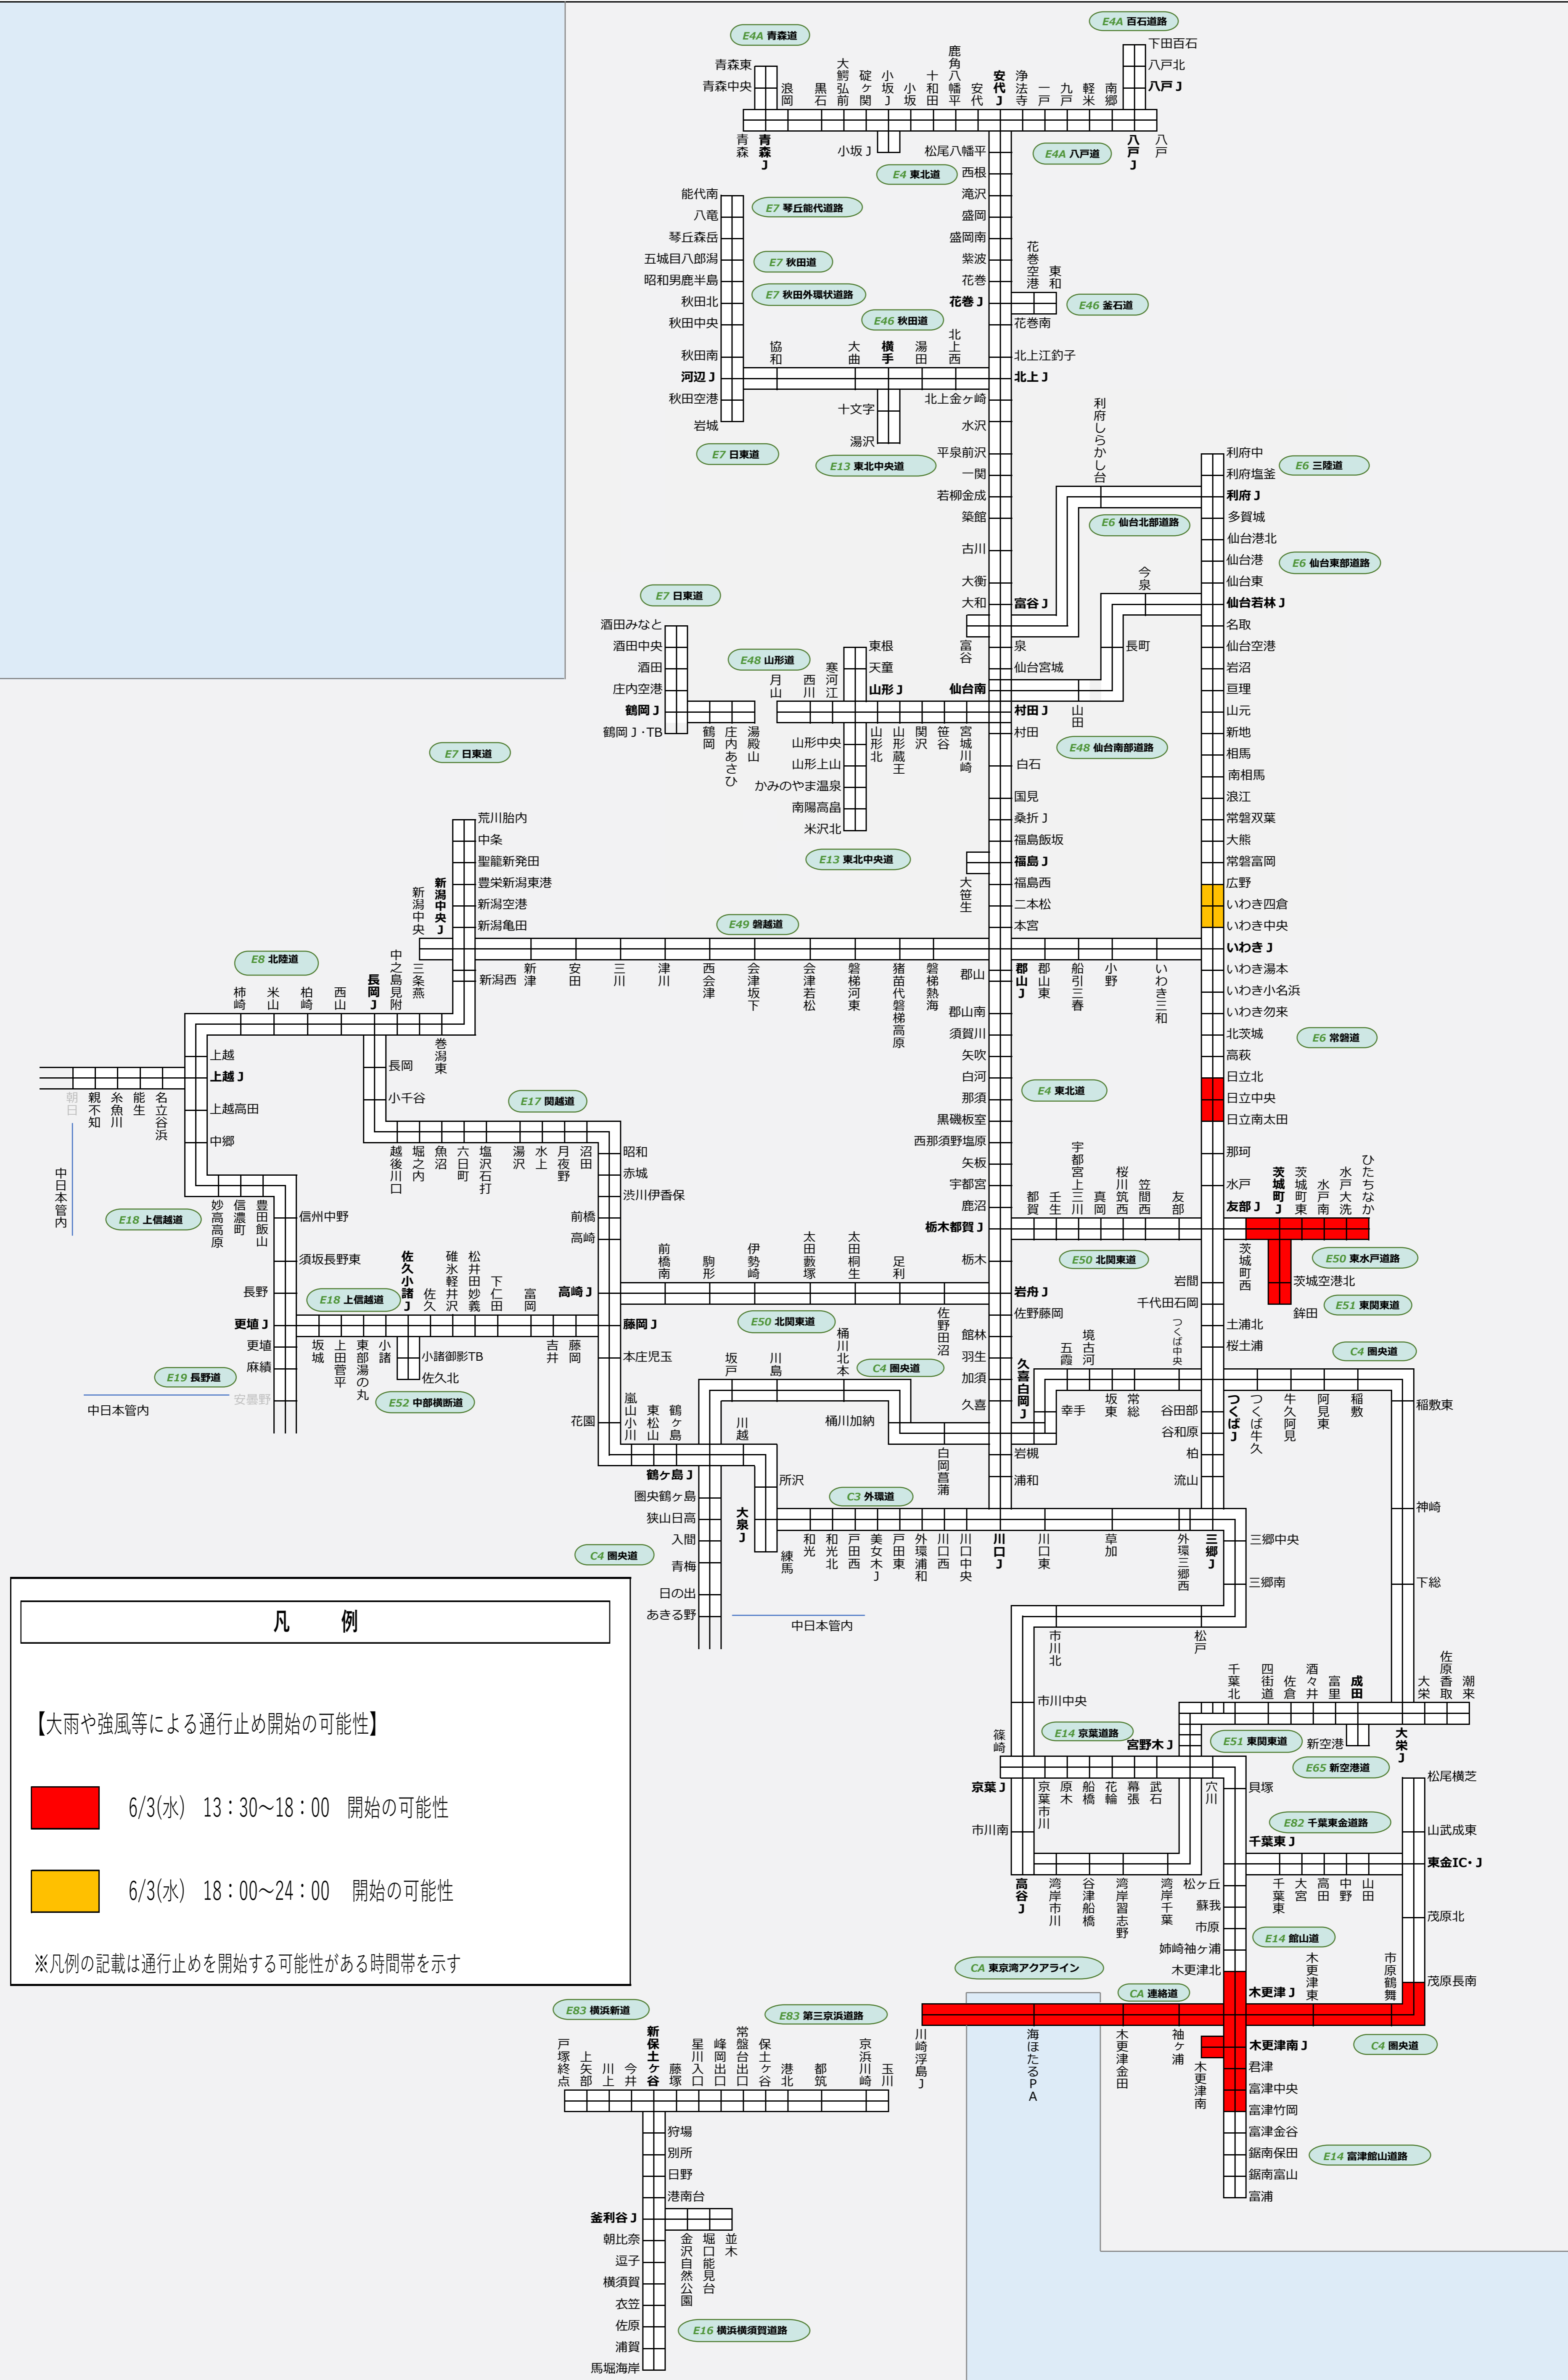 E4A 青森道
E4A 百石道路
下田百石
八戸北
八戸Ｊ
青森東
青森中央
浪岡
黒石
大鰐弘前
碇ヶ関
小坂Ｊ
小坂
十和田
鹿角八幡平
安代
安代Ｊ
浄法寺
一戸
九戸
軽米
南郷
青森
青森Ｊ
小坂Ｊ
八戸Ｊ
八戸
E4A 八戸道
E4 東北道
松尾八幡平
西根
滝沢
盛岡
盛岡南
紫波
花巻
花巻Ｊ
花巻空港
東和
E46 釜石道
花巻南
北上江釣子
北上Ｊ
北上金ヶ崎
水沢
平泉前沢
一関
若柳金成
築館
古川
大衡
大和
富谷Ｊ
能代南
八竜
琴丘森岳
五城目八郎潟
昭和男鹿半島
秋田北
秋田中央
秋田南
河辺Ｊ
秋田空港
岩城
E7 琴丘能代道路
E7 秋田道
E7 秋田外環状道路
E46 秋田道
協和
大曲
横手
湯田
北上西
十文字
湯沢
E7 日東道
E13 東北中央道
利府しらかし台
利府中
利府塩釜
利府Ｊ
多賀城
仙台港北
仙台港
仙台東
仙台若林Ｊ
名取
仙台空港
岩沼
亘理
山元
新地
相馬
南相馬
浪江
常磐双葉
大熊
常磐富岡
広野
いわき四倉
いわき中央
いわきＪ
いわき湯本
いわき小名浜
いわき勿来
北茨城
高萩
日立北
日立中央
日立南太田
那珂
水戸
友部Ｊ
E6 三陸道
E6 仙台北部道路
E6 仙台東部道路
今泉
長町
山田
E48 仙台南部道路
富谷
泉
仙台宮城
仙台南
村田Ｊ
村田
白石
国見
桑折Ｊ
福島飯坂
福島Ｊ
大笹生
福島西
二本松
本宮
E7 日東道
酒田みなと
酒田中央
酒田
庄内空港
鶴岡Ｊ
鶴岡Ｊ･TB
鶴岡
庄内あさひ
湯殿山
E48 山形道
月山
西川
寒河江
東根
天童
山形Ｊ
山形中央
山形上山
かみのやま温泉
南陽高畠
米沢北
山形北
山形蔵王
関沢
笹谷
宮城川崎
E13 東北中央道
E7 日東道
荒川胎内
中条
聖籠新発田
豊栄新潟東港
新潟空港
新潟亀田
新潟中央
新潟中央Ｊ
新潟西
E49 磐越道
新津
安田
三川
津川
西会津
会津坂下
会津若松
磐梯河東
猪苗代磐梯高原
磐梯熱海
郡山
郡山Ｊ
郡山東
船引三春
小野
いわき三和
E8 北陸道
柿崎
米山
柏崎
西山
長岡Ｊ
中之島見附
三条燕
巻潟東
上越
上越Ｊ
上越高田
中郷
朝日
親不知
糸魚川
能生
名立谷浜
中日本管内
長岡
小千谷
E17 関越道
越後川口
堀之内
魚沼
六日町
塩沢石打
湯沢
水上
月夜野
沼田
昭和
赤城
渋川伊香保
前橋
高崎
高崎Ｊ
藤岡Ｊ
本庄児玉
花園
E18 上信越道
妙高高原
信濃町
豊田飯山
信州中野
須坂長野東
長野
更埴Ｊ
更埴
麻績
安曇野
E19 長野道
中日本管内
E18 上信越道
坂城
上田菅平
東部湯の丸
小諸
佐久小諸Ｊ
佐久
碓氷軽井沢
松井田妙義
下仁田
富岡
吉井
藤岡
小諸御影TB
佐久北
E52 中部横断道
郡山南
須賀川
矢吹
白河
那須
黒磯板室
西那須野塩原
矢板
宇都宮
鹿沼
栃木都賀Ｊ
栃木
岩舟Ｊ
佐野藤岡
館林
羽生
加須
久喜
久喜白岡Ｊ
岩槻
浦和
川口Ｊ
E4 東北道
E6 常磐道
都賀
壬生
宇都宮上三川
真岡
桜川筑西
笠間西
友部
E50 北関東道
茨城町西
茨城町Ｊ
茨城町東
水戸南
水戸大洗
ひたちなか
E50 東水戸道路
茨城空港北
鉾田
E51 東関東道
前橋南
駒形
伊勢崎
太田藪塚
太田桐生
足利
佐野田沼
E50 北関東道
岩間
千代田石岡
土浦北
桜土浦
つくば中央
谷田部
谷和原
柏
流山
三郷Ｊ
五霞
境古河
幸手
坂東
常総
つくばＪ
つくば牛久
牛久阿見
阿見東
稲敷
稲敷東
神崎
下総
C4 圏央道
坂戸
川島
桶川北本
桶川加納
白岡菖蒲
C4 圏央道
嵐山小川
東松山
鶴ヶ島
川越
鶴ヶ島Ｊ
圏央鶴ヶ島
狭山日高
入間
青梅
日の出
あきる野
C4 圏央道
中日本管内
所沢
大泉Ｊ
練馬
C3 外環道
和光
和光北
戸田西
美女木Ｊ
戸田東
外環浦和
川口西
川口中央
川口東
草加
外環三郷西
三郷中央
三郷南
松戸
市川北
市川中央
京葉Ｊ
市川南
高谷Ｊ
篠崎
E14 京葉道路
宮野木Ｊ
京葉市川
原木
船橋
花輪
幕張
武石
穴川
貝塚
千葉北
四街道
佐倉
酒々井
富里
成田
新空港
大栄Ｊ
大栄
佐原香取
潮来
E51 東関東道
E65 新空港道
湾岸市川
谷津船橋
湾岸習志野
湾岸千葉
千葉東Ｊ
E82 千葉東金道路
千葉東
大宮
高田
中野
山田
松尾横芝
山武成東
東金IC･Ｊ
茂原北
茂原長南
松ヶ丘
蘇我
市原
姉崎袖ヶ浦
木更津北
E14 館山道
木更津Ｊ
木更津東
市原鶴舞
C4 圏央道
CA 東京湾アクアライン
CA 連絡道
川崎浮島Ｊ
海ほたるＰＡ
木更津金田
袖ヶ浦
木更津南
木更津南Ｊ
君津
富津中央
富津竹岡
富津金谷
鋸南保田
鋸南富山
富浦
E14 富津館山道路
凡　例
【大雨や強風等による通行止め開始の可能性】
6/3(水)　13：30～18：00　開始の可能性
6/3(水)　18：00～24：00　開始の可能性
※凡例の記載は通行止めを開始する可能性がある時間帯を示す
E83 横浜新道
E83 第三京浜道路
戸塚終点
上矢部
川上
今井
新保土ヶ谷
藤塚
星川入口
峰岡出口
常盤台出口
保土ヶ谷
港北
都筑
京浜川崎
玉川
狩場
別所
日野
港南台
釜利谷Ｊ
朝比奈
逗子
横須賀
衣笠
佐原
浦賀
馬堀海岸
金沢自然公園
堀口能見台
並木
E16 横浜横須賀道路